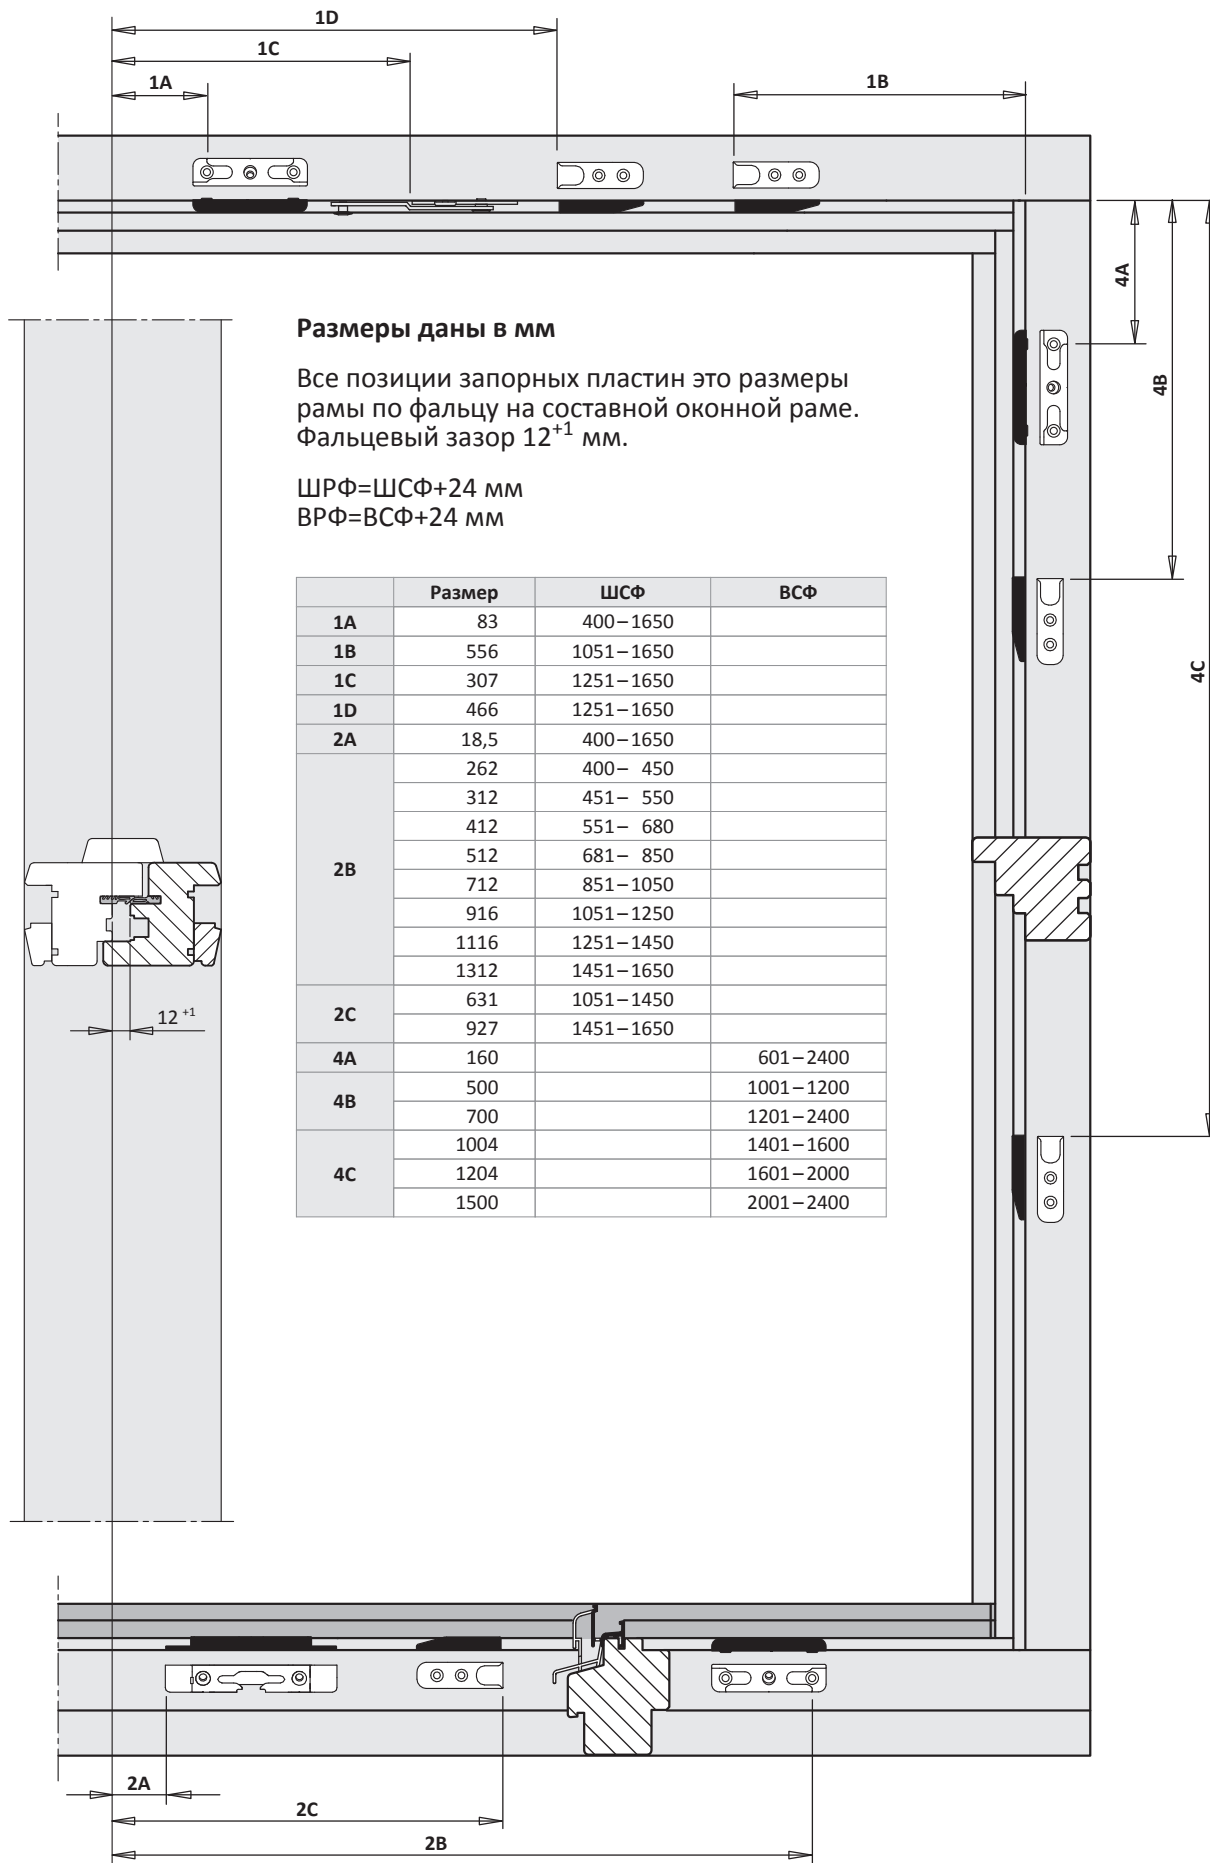 1D
1C
1A
1B
4A
4B
4C
Размеры даны в мм
Все позиции запорных пластин это размеры
рамы по фальцу на составной оконной раме.
Фальцевый зазор 12+1 мм.
ШРФ=ШСФ+24 мм
ВРФ=ВСФ+24 мм
Размер ШСФ ВСФ
1A 83 400–1650
1B 556 1051–1650
1C 307 1251–1650
1D 466 1251–1650
2A 18,5 400–1650
2B 262 400– 450
312 451– 550
412 551– 680
512 681– 850
712 851–1050
916 1051–1250
1116 1251–1450
1312 1451–1650
2C 631 1051–1450
927 1451–1650
4A 160 601–2400
4B 500 1001–1200
700 1201–2400
4C 1004 1401–1600
1204 1601–2000
1500 2001–2400
12 +1
2A
2C
2B